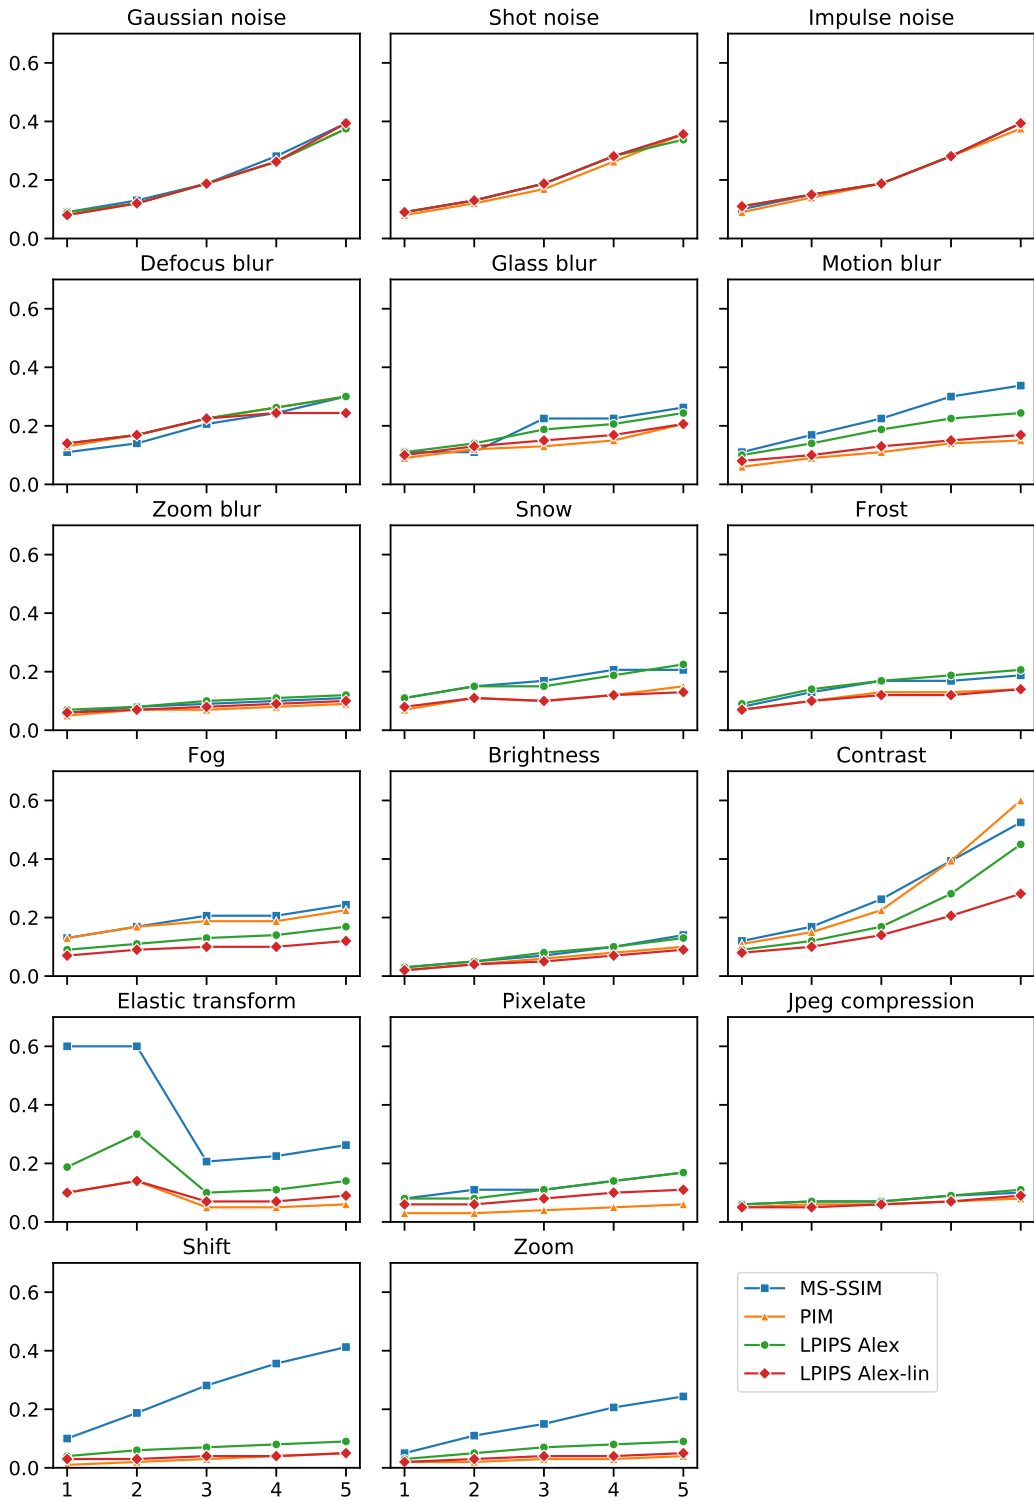 Gaussian noise
Shot noise
Impulse noise
0.6
0.4
0.2
0.0
Defocus blur
Glass blur
Motion blur
0.6
0.4
0.2
0.0
Zoom blur
Snow
Frost
0.6
0.4
0.2
0.0
Fog
Brightness
Contrast
0.6
0.4
0.2
0.0
Elastic transform
Pixelate
Jpeg compression
0.6
0.4
0.2
0.0
Shift
Zoom
0.6
0.4
0.2
0.0
1 2 3 4 5
1 2 3 4 5
MS-SSIM
PIM
LPIPS Alex
LPIPS Alex-lin